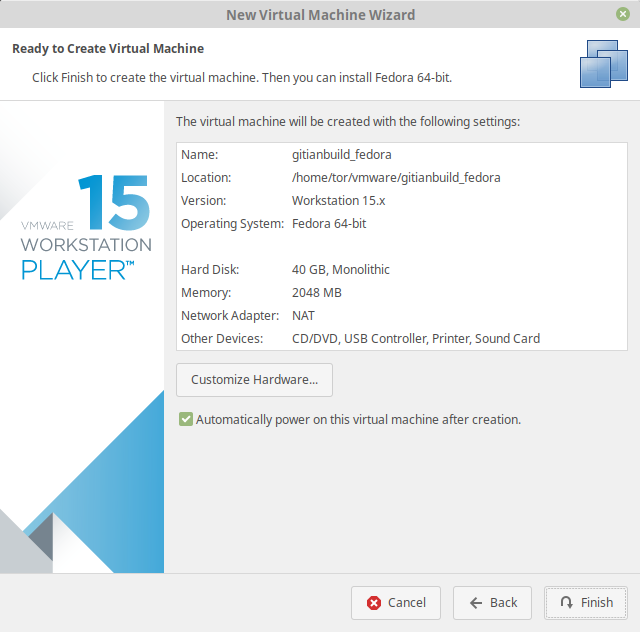 New Virtual Machine Wizard
Ready to Create Virtual Machine
Click Finish to create the virtual machine. Then you can install Fedora 64-bit.
The virtual machine will be created with the following settings:
Name: gitianbuild_fedora
Location: /home/tor/vmware/gitianbuild_fedora
Version: Workstation 15.x
Operating System: Fedora 64-bit
Hard Disk: 40 GB, Monolithic
Memory: 2048 MB
Network Adapter: NAT
Other Devices: CD/DVD, USB Controller, Printer, Sound Card
15
VMWARE
WORKSTATION
PLAYER™
Customize Hardware...
Automatically power on this virtual machine after creation.
Cancel Back Finish